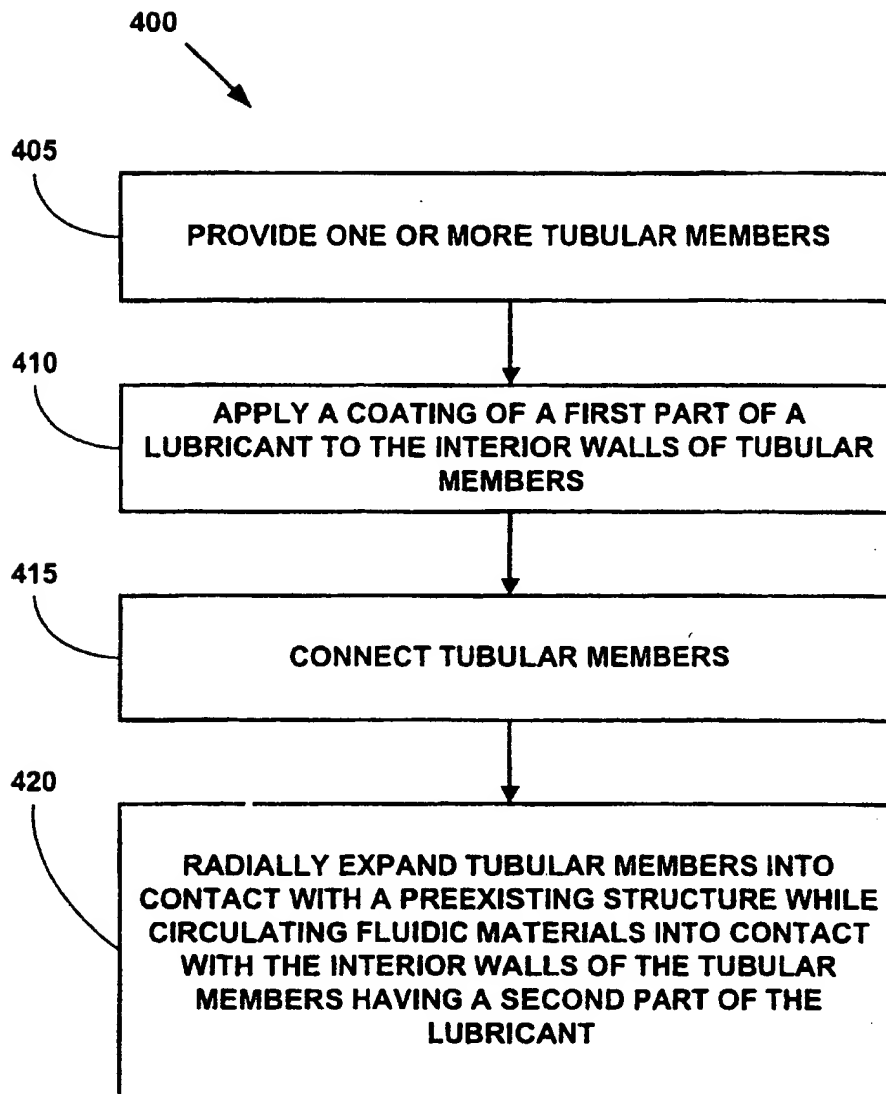 400
405
PROVIDE ONE OR MORE TUBULAR MEMBERS
410
APPLY A COATING OF A FIRST PART OF A
LUBRICANT TO THE INTERIOR WALLS OF TUBULAR
MEMBERS
415
CONNECT TUBULAR MEMBERS
420
RADIALLY EXPAND TUBULAR MEMBERS INTO
CONTACT WITH A PREEXISTING STRUCTURE WHILE
CIRCULATING FLUIDIC MATERIALS INTO CONTACT
WITH THE INTERIOR WALLS OF THE TUBULAR
MEMBERS HAVING A SECOND PART OF THE
LUBRICANT